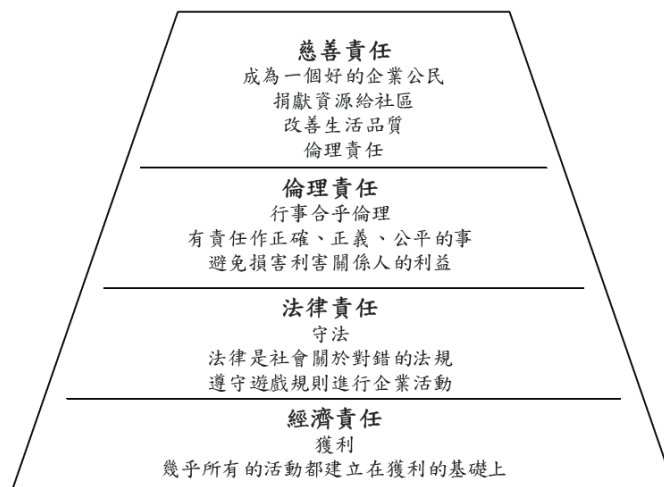 慈善責任
成為一個好的企業公民
捐獻資源給社區
改善生活品質
倫理責任
倫理責任
行事合乎倫理
有責任作正確、正義、公平的事
避免損害利害關係人的利益
法律責任
守法
法律是社會關於對錯的法規
遵守遊戲規則進行企業活動
經濟責任
獲利
幾乎所有的活動都建立在獲利的基礎上